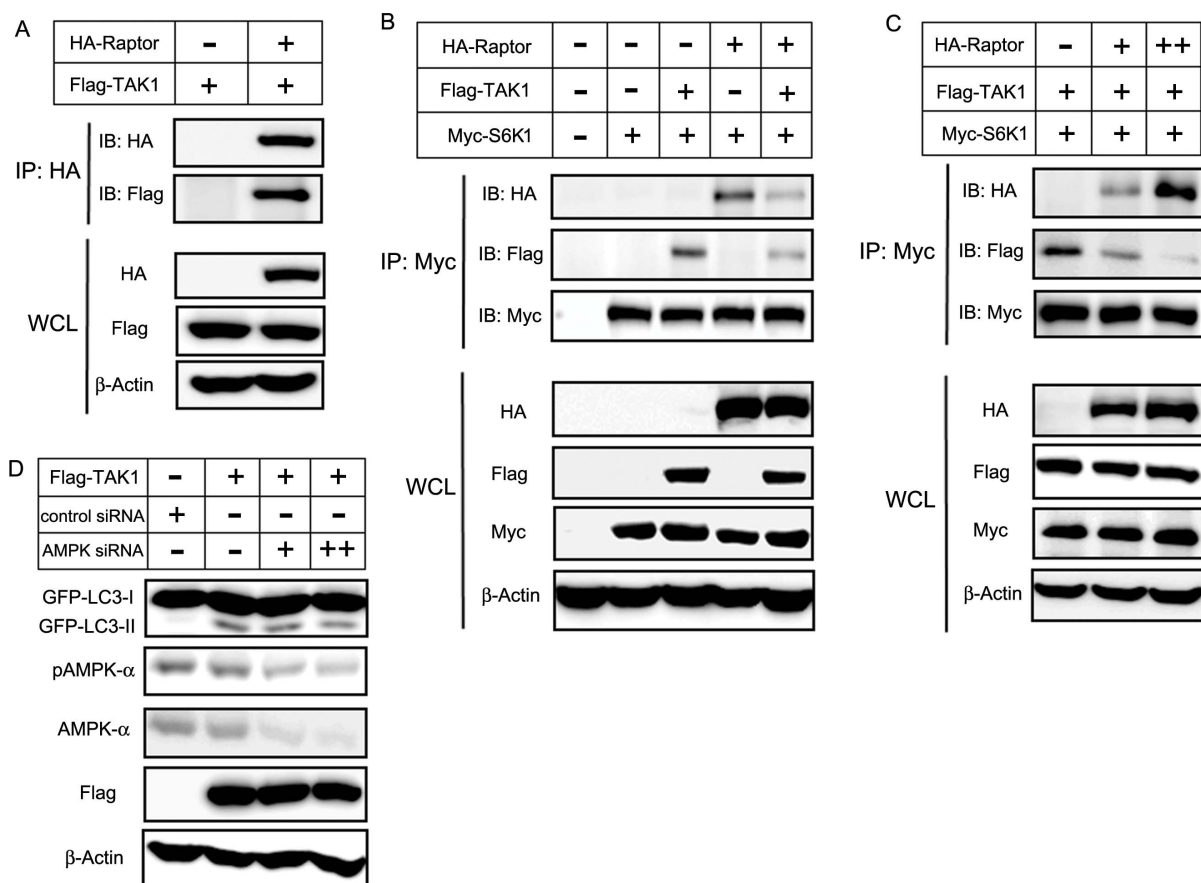 A
HA-Raptor - +
Flag-TAK1 + +
IP: HA
IB: HA
IB: Flag
WCL
HA
Flag
β-Actin
B
HA-Raptor - - - + +
Flag-TAK1 - - + - +
Myc-S6K1 - + + + +
IP: Myc
IB: HA
IB: Flag
IB: Myc
WCL
HA
Flag
Myc
β-Actin
C
HA-Raptor - + ++
Flag-TAK1 + + +
Myc-S6K1 + + +
IP: Myc
IB: HA
IB: Flag
IB: Myc
WCL
HA
Flag
Myc
β-Actin
D
Flag-TAK1 - + + +
control siRNA + - - -
AMPK siRNA - - + ++
GFP-LC3-I
GFP-LC3-II
pAMPK-α
AMPK-α
Flag
β-Actin